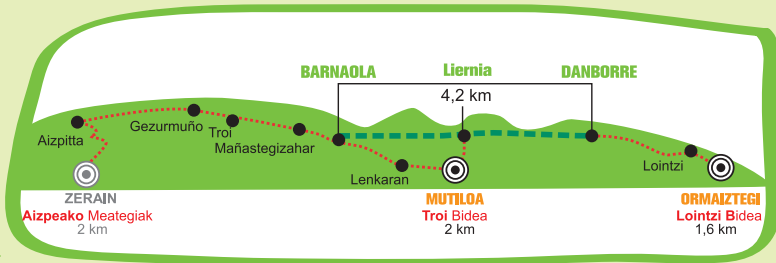 BARNAOLA
Liernia
DANBORRE
4,2 km
Aizpitta
Gezurmuño
Troi
Mañastegizahar
Lenkaran
Lointzi
ZERAIN
Aizpeako Meategiak
2 km
MUTILOA
Troi Bidea
2 km
ORMAIZTEGI
Lointzi Bidea
1,6 km